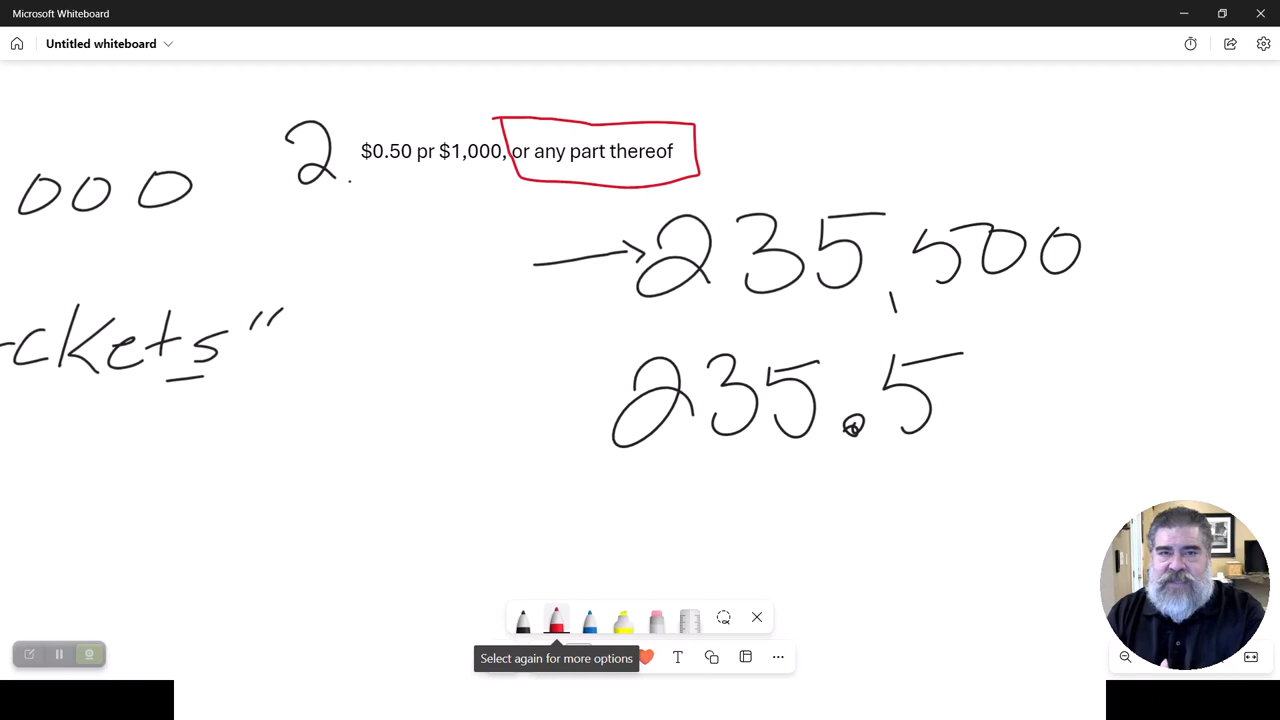 Microsoft Whiteboard
Untitled whiteboard
2. $0.50 pr $1,000, or any part thereof
000
235,500
ckets"
235.5
Select again for more options